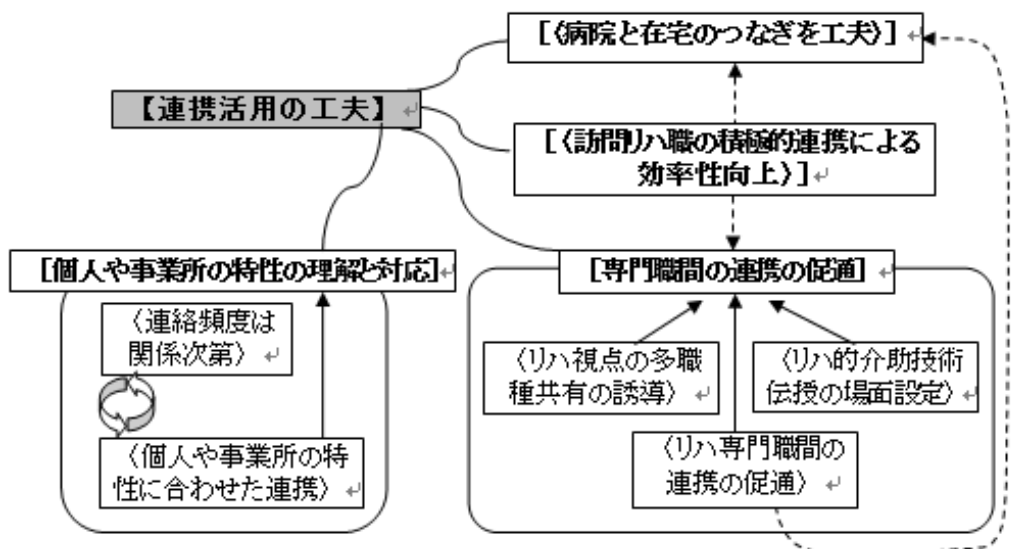 [〈病院と在宅のつなぎを工夫〉]
【連携活用の工夫】
[〈訪問リハ職の積極的連携による
効率性向上〉]
[個人や事業所の特性の理解と対応]
[専門職間の連携の促通]
〈連絡頻度は
関係次第〉
〈リハ視点の多職
種共有の誘導〉
〈リハ的介助技術
伝授の場面設定〉
〈個人や事業所の特
性に合わせた連携〉
〈リハ専門職間の
連携の促通〉